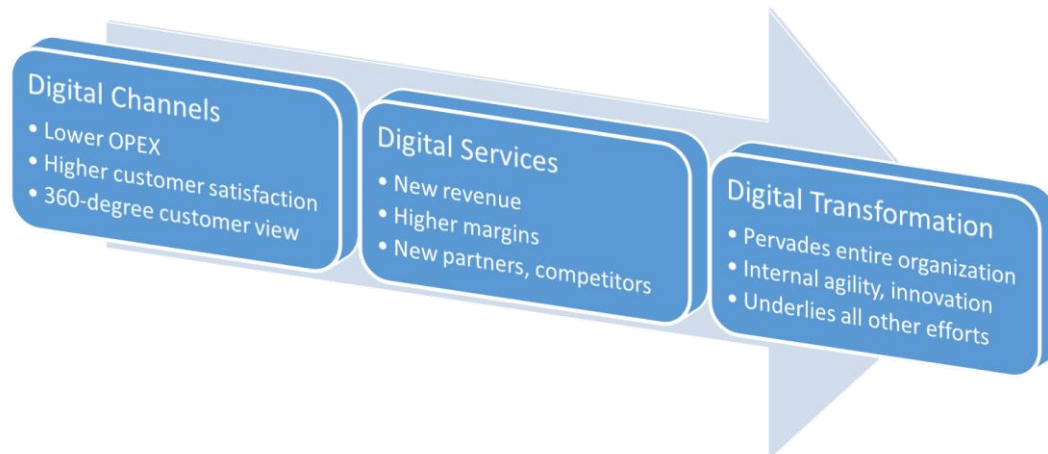 Digital Channels
• Lower OPEX
• Higher customer satisfaction
• 360-degree customer view
Digital Services
• New revenue
• Higher margins
• New partners, competitors
Digital Transformation
• Pervades entire organization
• Internal agility, innovation
• Underlies all other efforts